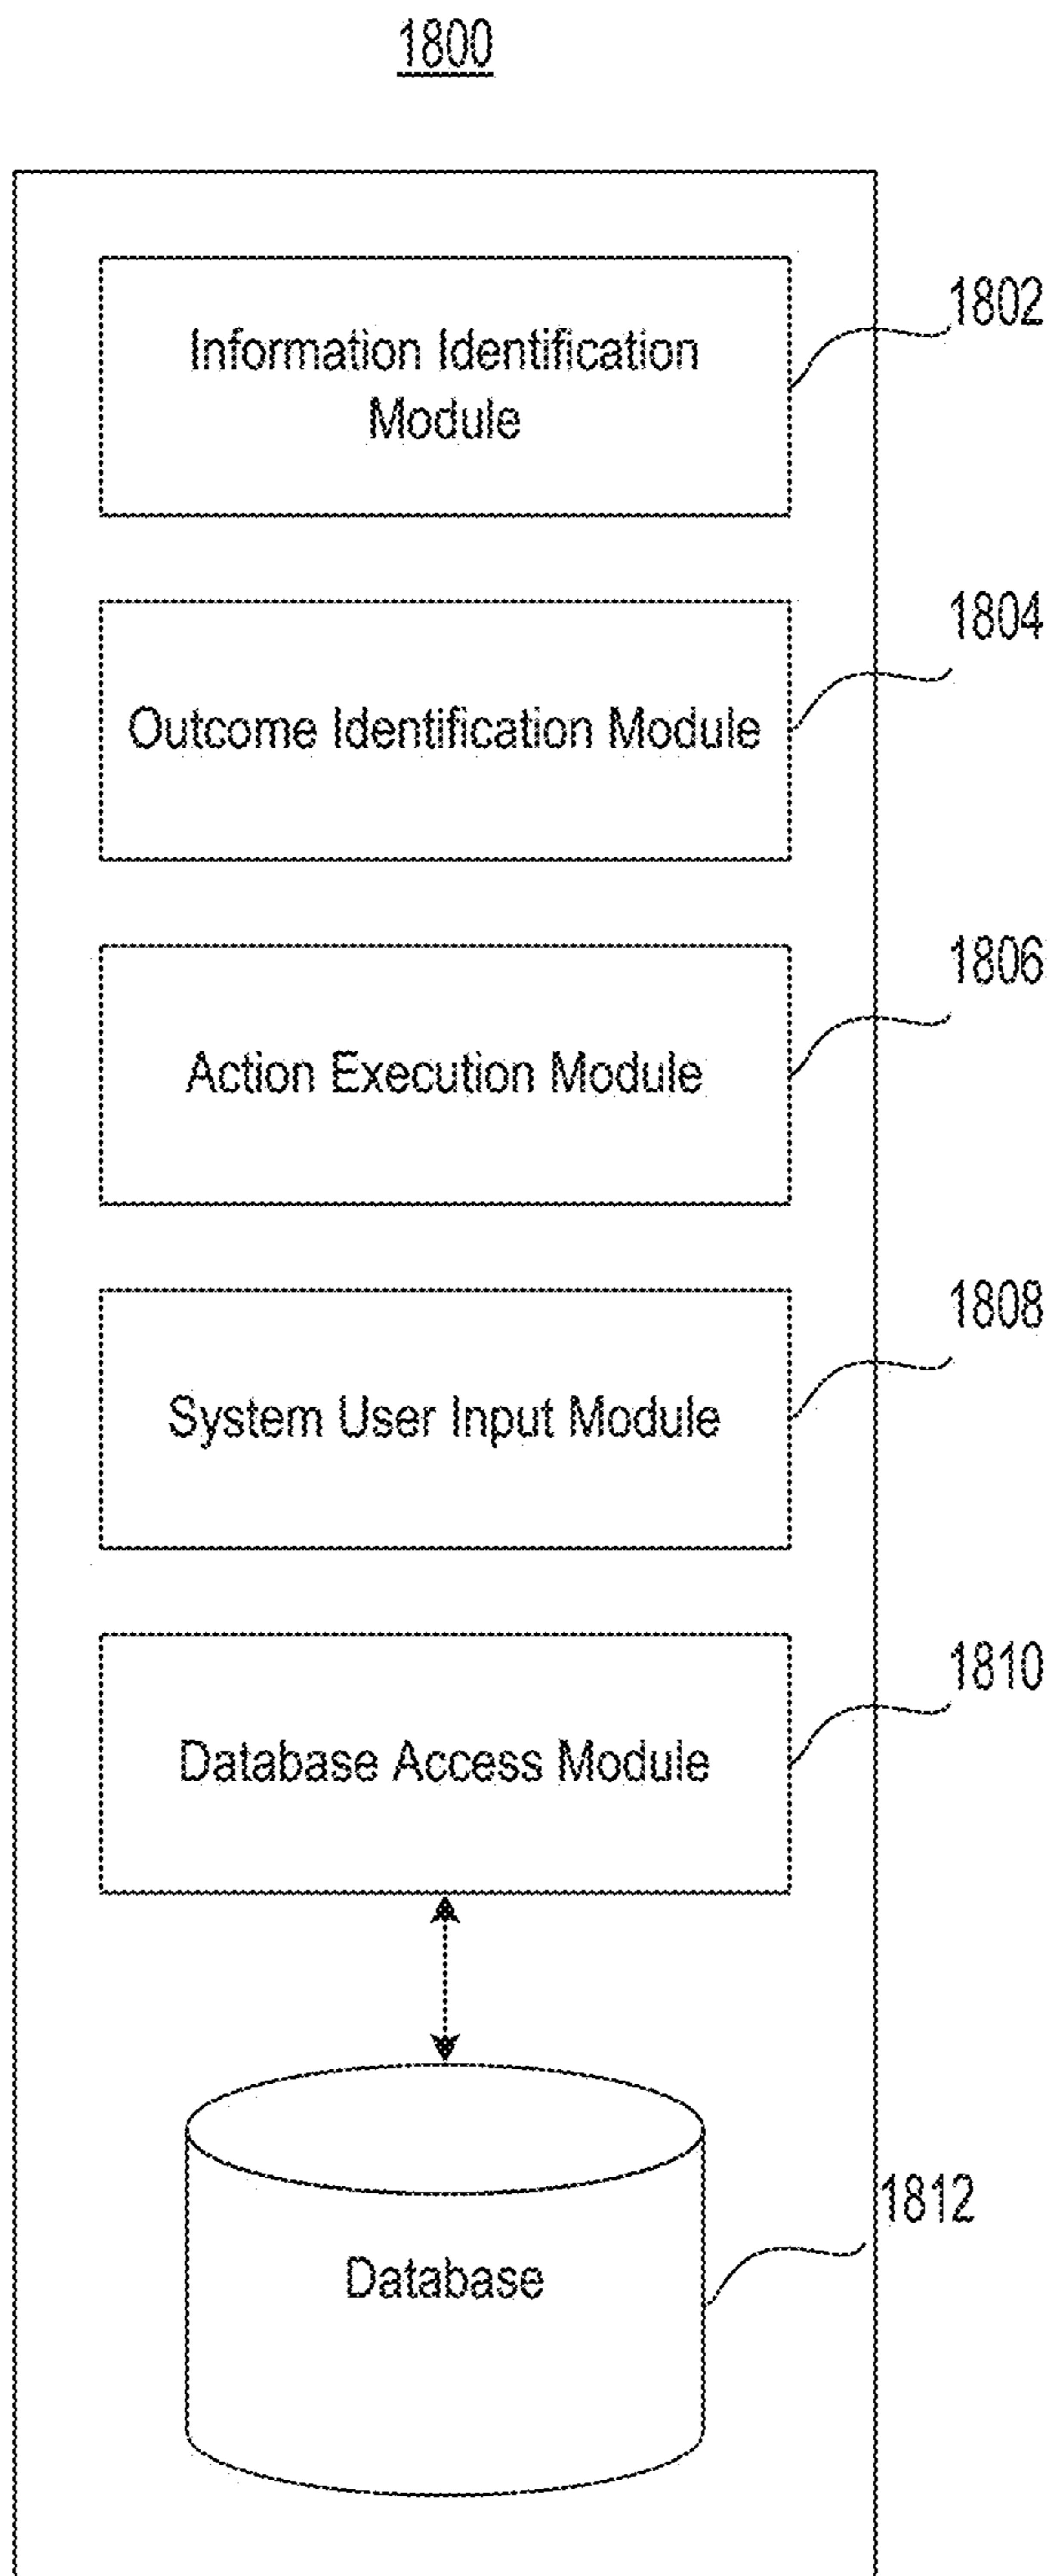 1800
Information Identification
Module
1802
Outcome Identification Module
1804
Action Execution Module
1806
System User Input Module
1808
Database Access Module
1810
Database
1812